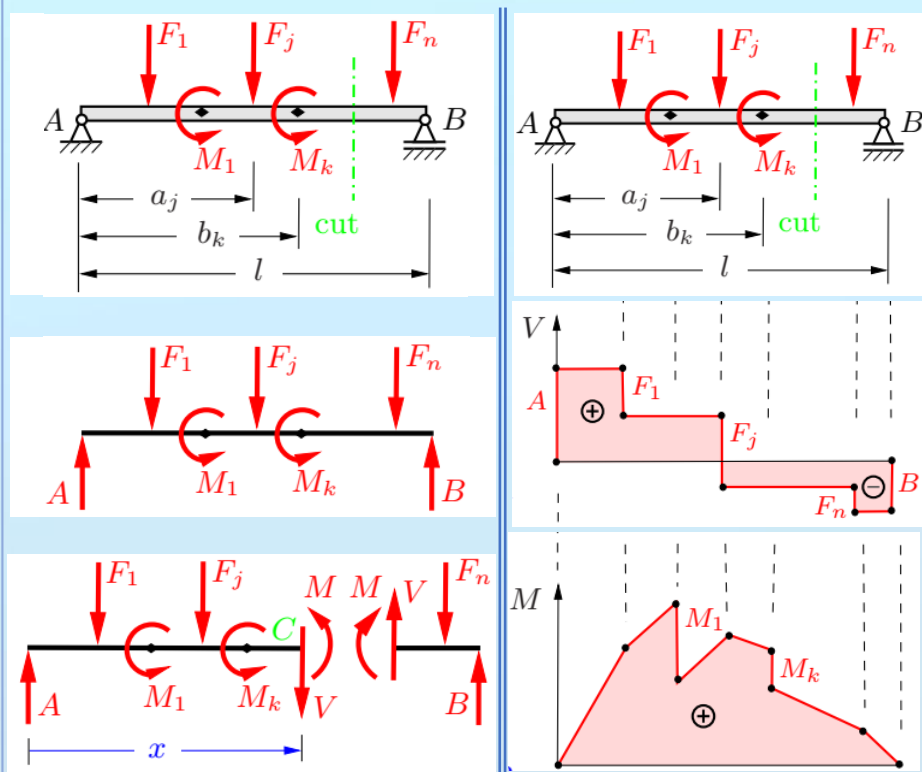 F₁ Fⱼ Fₙ
A B
M₁ Mₖ
aⱼ
bₖ cut
l
F₁ Fⱼ Fₙ
M₁ Mₖ
A B
F₁ Fⱼ M M V Fₙ
C
M₁ Mₖ V
A B
x
F₁ Fⱼ Fₙ
A B
M₁ Mₖ
aⱼ
bₖ cut
l
V
A F₁
⊕
Fⱼ
⊖ B
Fₙ
M
M₁
Mₖ
⊕